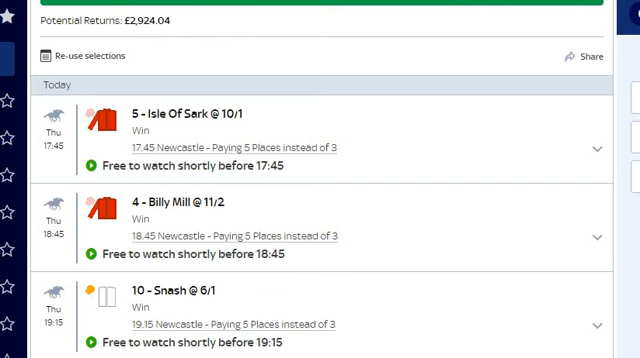 Potential Returns: £2,924.04
Re-use selections
Share
Today
5 - Isle Of Sark @ 10/1
Thu
17:45
Win
17.45 Newcastle - Paying 5 Places instead of 3
Free to watch shortly before 17:45
4 - Billy Mill @ 11/2
Thu
18:45
Win
18.45 Newcastle - Paying 5 Places instead of 3
Free to watch shortly before 18:45
10 - Snash @ 6/1
Thu
19:15
Win
19.15 Newcastle - Paying 5 Places instead of 3
Free to watch shortly before 19:15